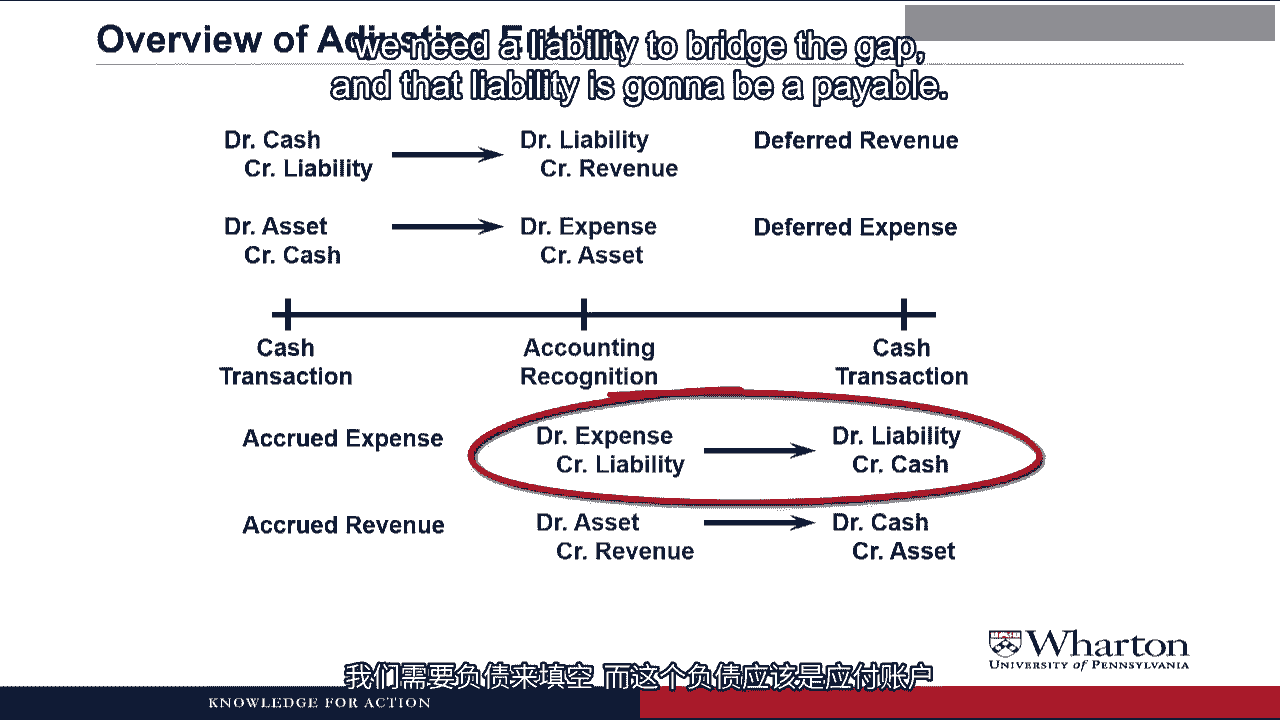 Overview of Adjusting Entries
we need a liability to bridge the gap,
and that liability is gonna be a payable.
Dr. Cash
Cr. Liability
Dr. Liability
Cr. Revenue
Deferred Revenue
Dr. Asset
Cr. Cash
Dr. Expense
Cr. Asset
Deferred Expense
Cash
Transaction
Accounting
Recognition
Cash
Transaction
Accrued Expense
Dr. Expense
Cr. Liability
Dr. Liability
Cr. Cash
Accrued Revenue
Dr. Asset
Cr. Revenue
Dr. Cash
Cr. Asset
Wharton
UNIVERSITY of PENNSYLVANIA
我们需要负债来填空 而这个负债应该是应付账户
KNOWLEDGE FOR ACTION